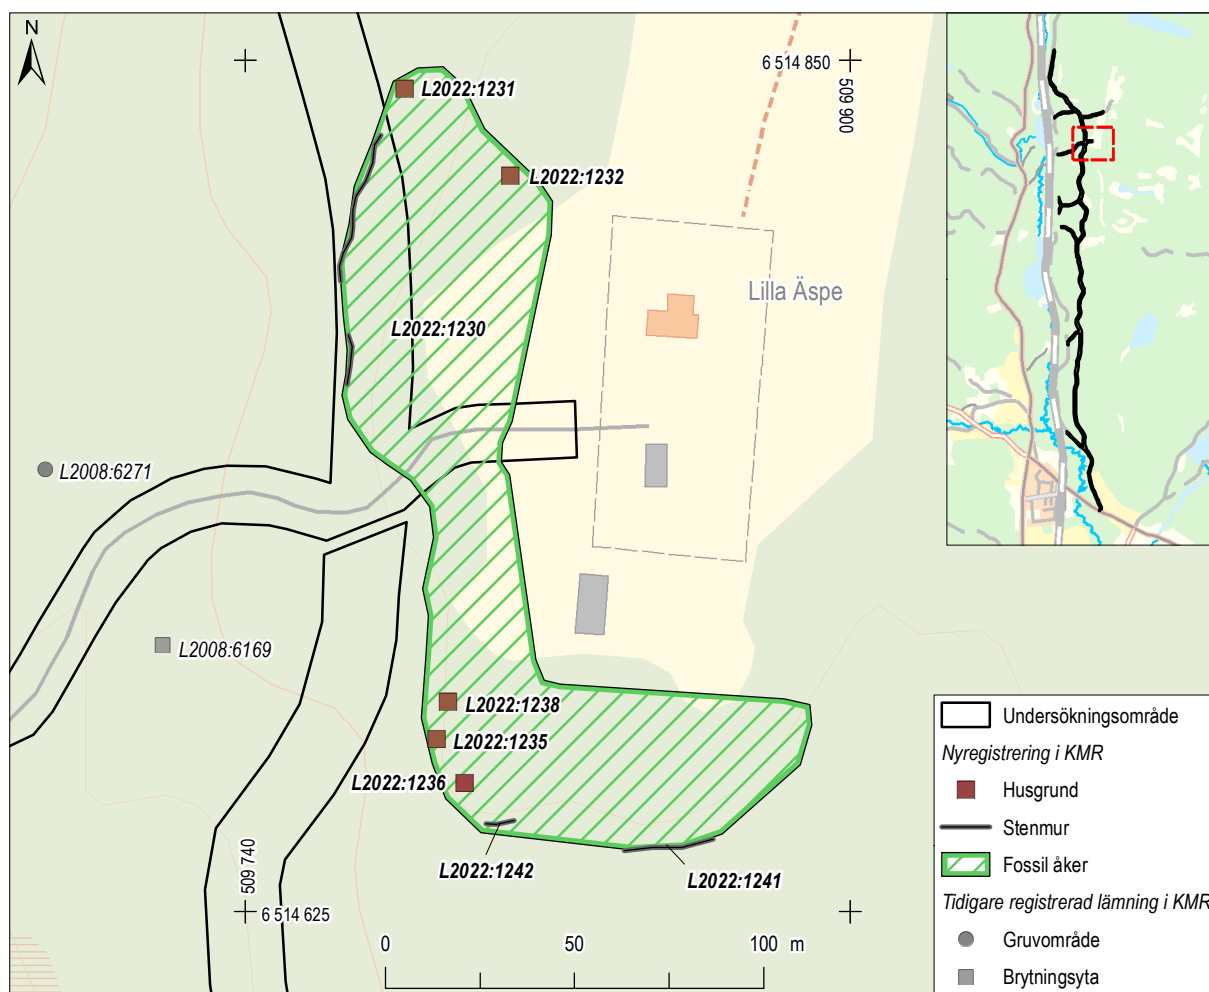 N
L2022:1231
6 514 850
509 900
L2022:1232
Lilla Äspe
L2022:1230
L2008:6271
L2008:6169
L2022:1238
L2022:1235
L2022:1236
L2022:1242
L2022:1241
509 740
6 514 625
0 50 100 m
Undersökningsområde
Nyregistrering i KMR
Husgrund
Stenmur
Fossil åker
Tidigare registrerad lämning i KMR
Gruvområde
Brytningsyta